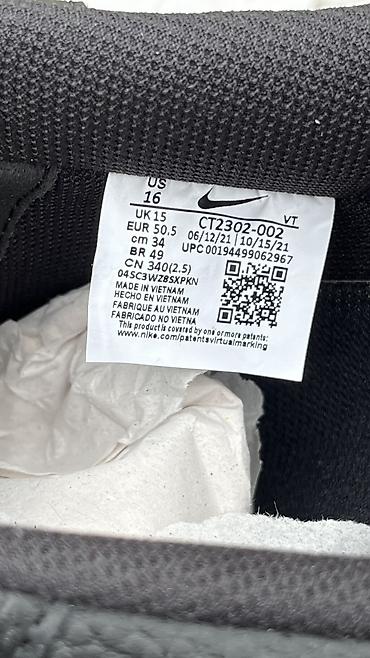 US
16
UK 15
EUR 50.5
cm 34
BR 49
CN 340(2.5)
VT
CT2302-002
06/12/21 | 10/15/21
UPC 00194499062967
045C3WZ8SXPKN
MADE IN VIETNAM
HECHO EN VIETNAM
FABRIQUE AU VIETNAM
FABRICADO NO VIETNA
This product is covered by one or more patents:
www.nike.com/patentsvirtualmarking